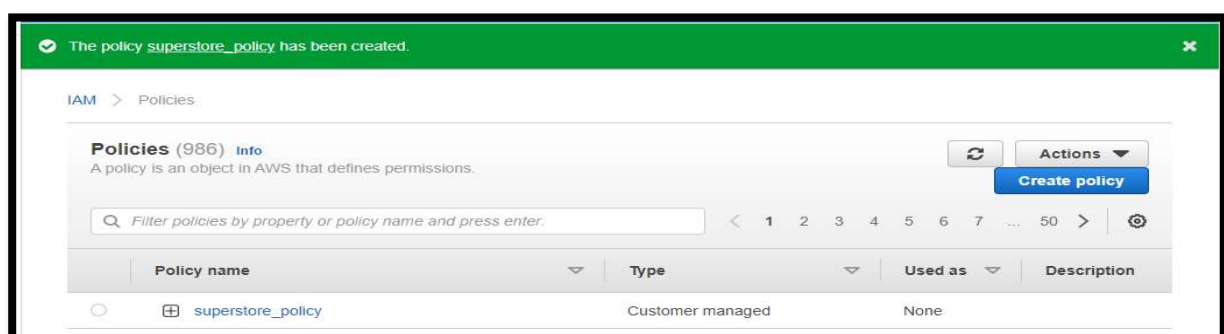 The policy superstore_policy has been created.
IAM > Policies
Policies (986) Info
A policy is an object in AWS that defines permissions.
Actions
Create policy
Filter policies by property or policy name and press enter.
< 1 2 3 4 5 6 7 ... 50 >
Policy name Type Used as Description
superstore_policy Customer managed None